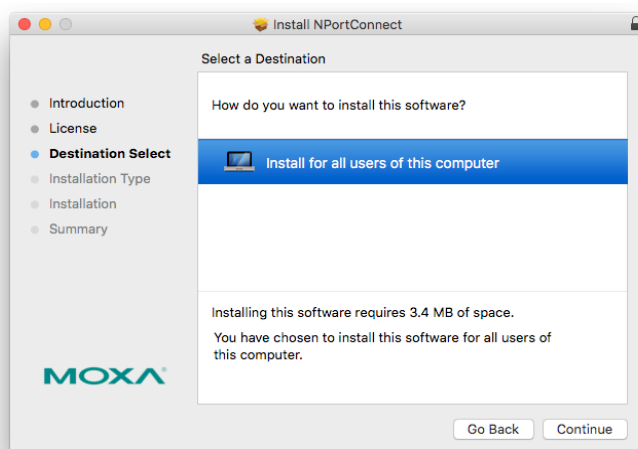 Install NPortConnect
Select a Destination
Introduction
License
Destination Select
Installation Type
Installation
Summary
How do you want to install this software?
Install for all users of this computer
Installing this software requires 3.4 MB of space.
You have chosen to install this software for all users of
this computer.
MOXA
Go Back
Continue